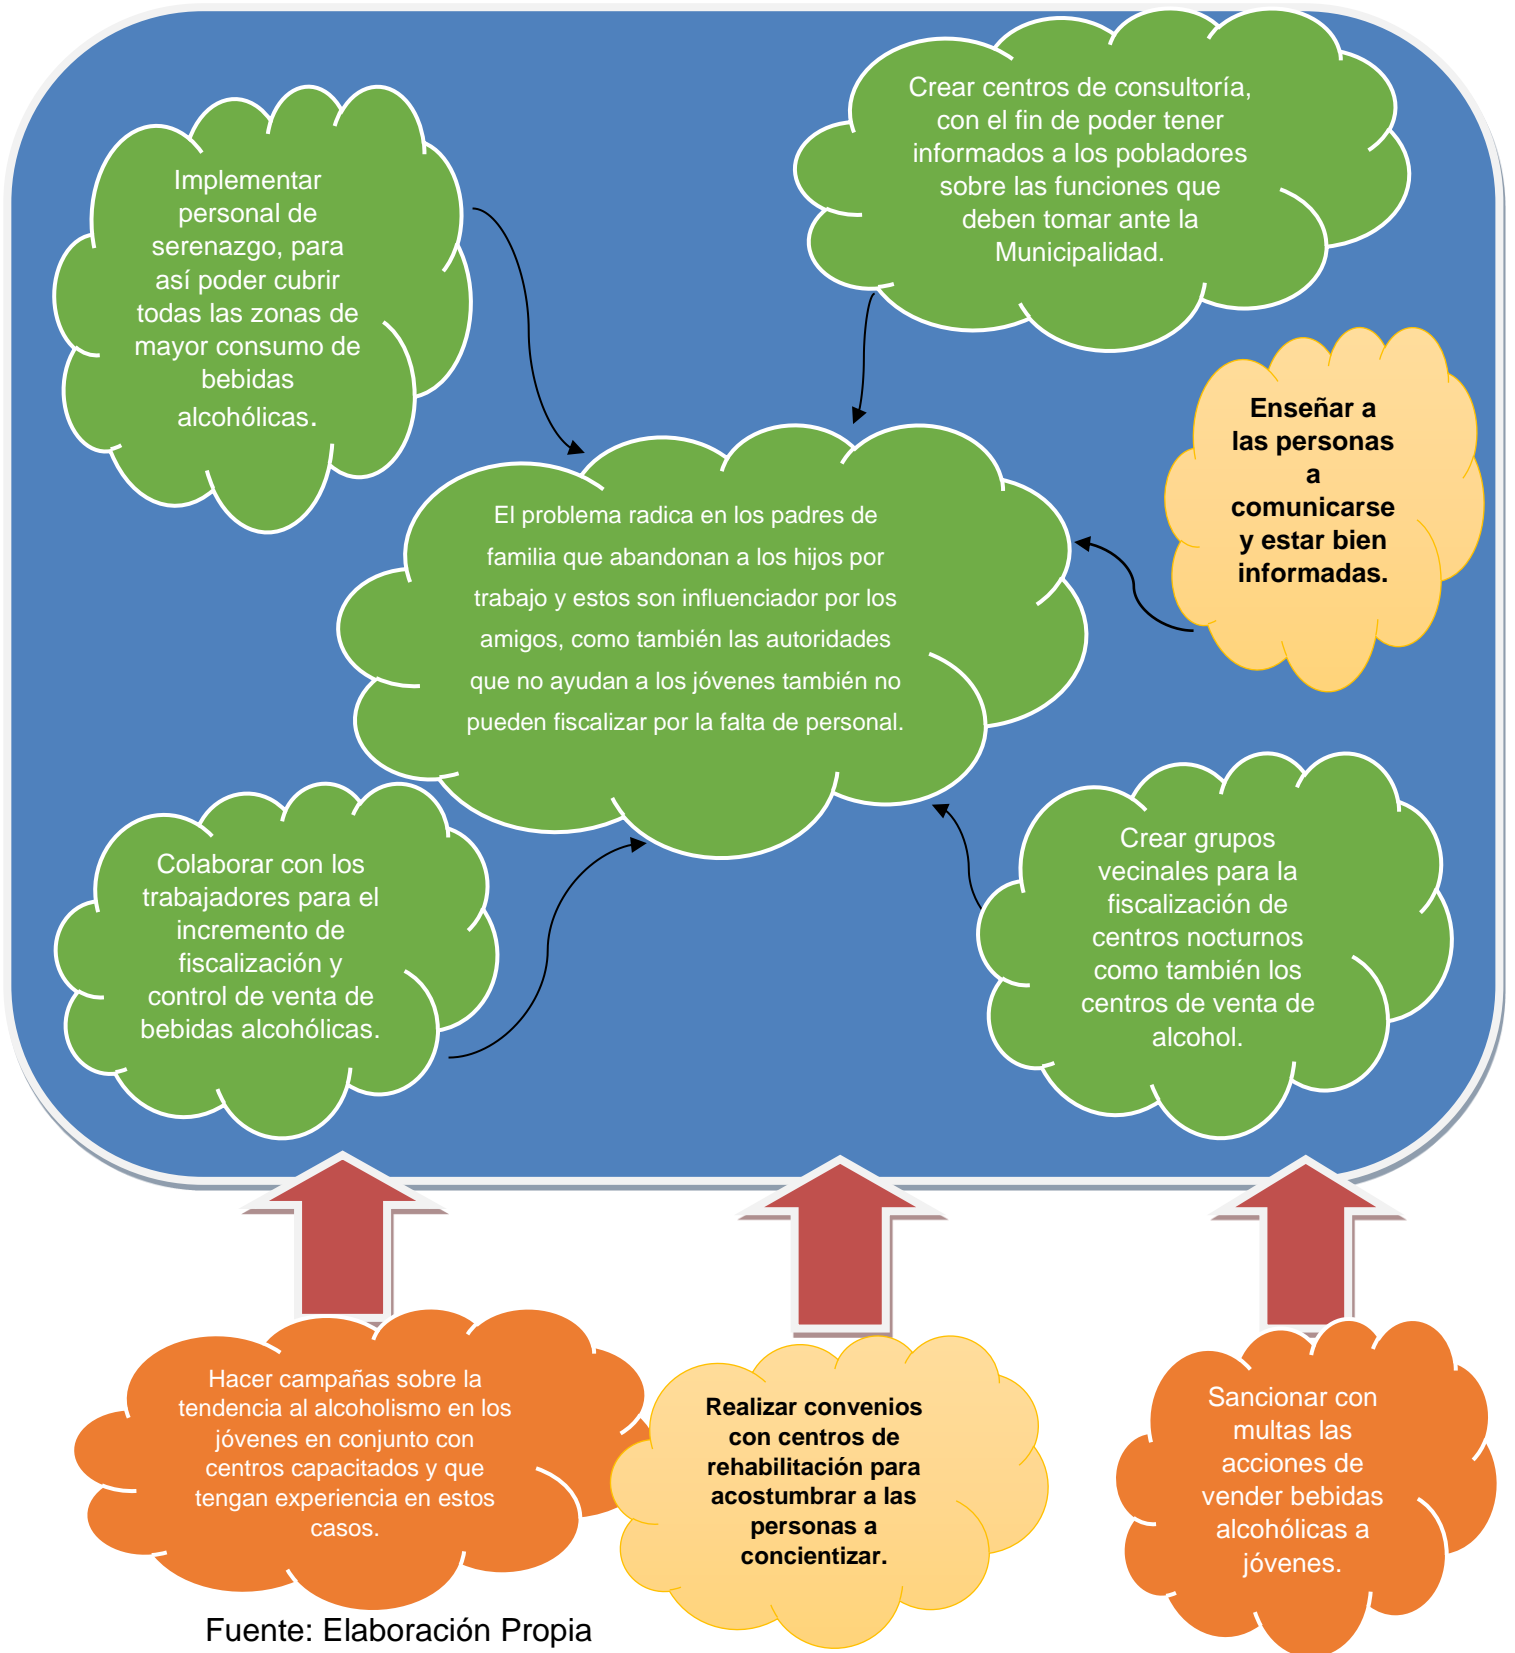 Crear centros de consultoría,
con el fin de poder tener
informados a los pobladores
sobre las funciones que
deben tomar ante la
Municipalidad.
Implementar
personal de
serenazgo, para
así poder cubrir
todas las zonas de
mayor consumo de
bebidas
alcohólicas.
Enseñar a
las personas
a
comunicarse
y estar bien
informadas.
El problema radica en los padres de
familia que abandonan a los hijos por
trabajo y estos son influenciador por los
amigos, como también las autoridades
que no ayudan a los jóvenes también no
pueden fiscalizar por la falta de personal.
Colaborar con los
trabajadores para el
incremento de
fiscalización y
control de venta de
bebidas alcohólicas.
Crear grupos
vecinales para la
fiscalización de
centros nocturnos
como también los
centros de venta de
alcohol.
Hacer campañas sobre la
tendencia al alcoholismo en los
jóvenes en conjunto con
centros capacitados y que
tengan experiencia en estos
casos.
Realizar convenios
con centros de
rehabilitación para
acostumbrar a las
personas a
concientizar.
Sancionar con
multas las
acciones de
vender bebidas
alcohólicas a
jóvenes.
Fuente: Elaboración Propia